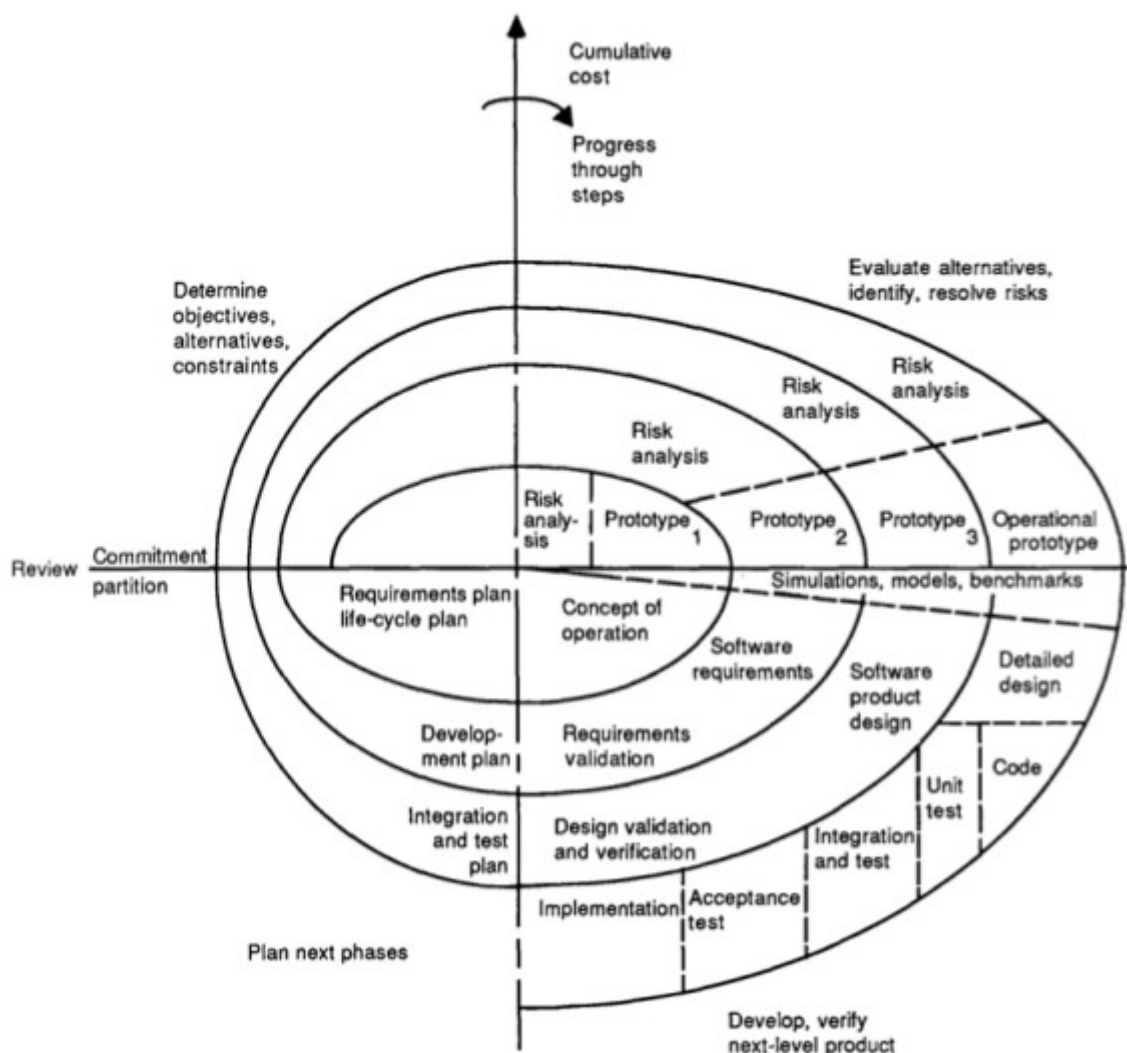 Cumulative
cost
Progress
through
steps
Evaluate alternatives,
identify, resolve risks
Determine
objectives,
alternatives,
constraints
Risk
analysis
Risk
analysis
Risk
analysis
Risk
analy-
sis
Prototype 1
Prototype 2
Prototype 3
Operational
prototype
Review
Commitment
partition
Simulations, models, benchmarks
Requirements plan
life-cycle plan
Concept of
operation
Software
requirements
Software
product
design
Detailed
design
Develop-
ment plan
Requirements
validation
Unit
test
Code
Integration
and test
plan
Design validation
and verification
Integration
and test
Implementation
Acceptance
test
Plan next phases
Develop, verify
next-level product